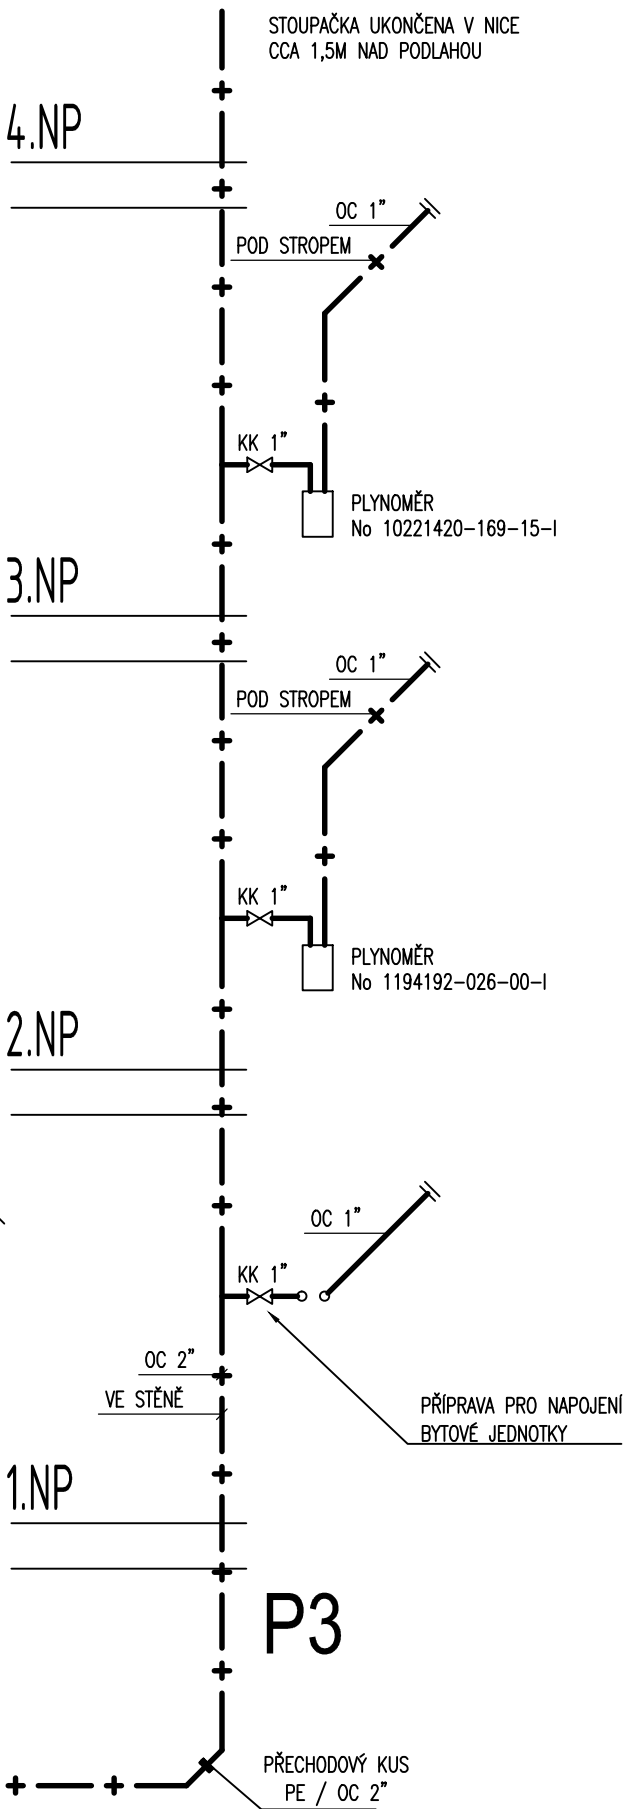 STOUPAČKA UKONČENA V NICE
CCA 1,5M NAD PODLAHOU
4.NP
OC 1”
POD STROPEM
KK 1”
PLYNOMĚR
No 10221420-169-15-I
3.NP
OC 1”
POD STROPEM
KK 1”
PLYNOMĚR
No 1194192-026-00-I
2.NP
OC 1”
KK 1”
OC 2”
VE STĚNĚ
PŘÍPRAVA PRO NAPOJENÍ
BYTOVÉ JEDNOTKY
1.NP
P3
PŘECHODOVÝ KUS
PE / OC 2”